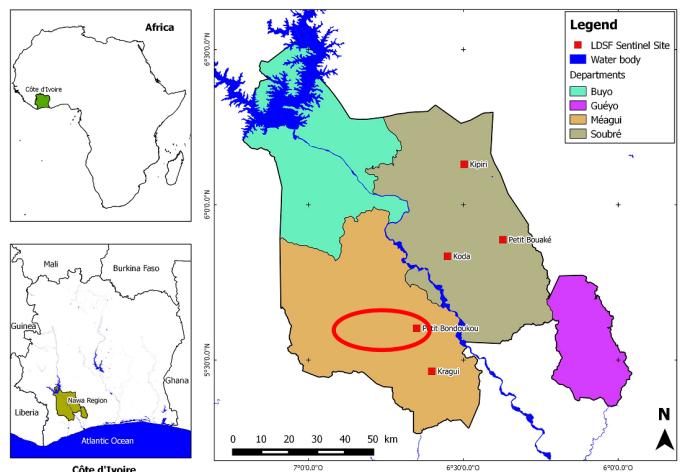 Africa
Côte d'Ivoire
Mali
Burkina Faso
Guinea
Ghana
Nawa Region
Liberia
Atlantic Ocean
Côte d'Ivoire
6°30'0.0"N
6°0'0.0"N
5°30'0.0"N
Kipiri
Petit Bouaké
Koda
Petit Bondoukou
Kragui
0 10 20 30 40 50 km
7°0'0.0"O
6°30'0.0"O
6°0'0.0"O
N
Legend
LDSF Sentinel Site
Water body
Departments
Buyo
Guéyo
Méagui
Soubré